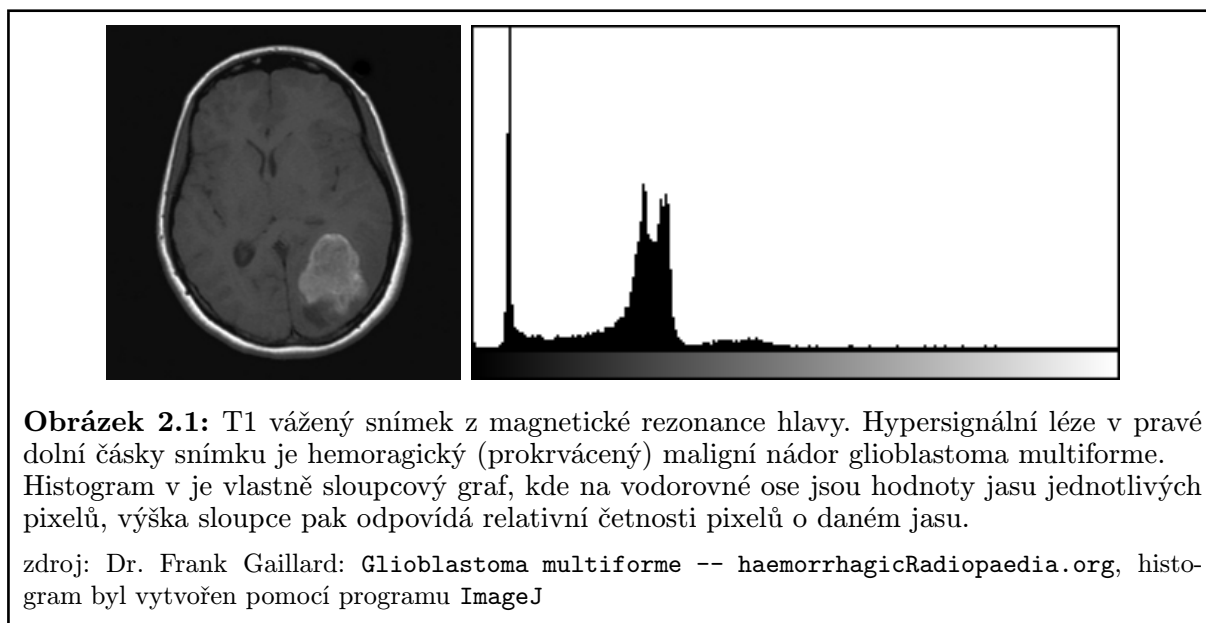 Obrázek 2.1: T1 vážený snímek z magnetické rezonance hlavy. Hypersignální léze v pravé
dolní čásky snímku je hemoragický (prokrvácený) maligní nádor glioblastoma multiforme.
Histogram v je vlastně sloupcový graf, kde na vodorovné ose jsou hodnoty jasu jednotlivých
pixelů, výška sloupce pak odpovídá relativní četnosti pixelů o daném jasu.
zdroj: Dr. Frank Gaillard: Glioblastoma multiforme -- haemorrhagicRadiopaedia.org, histo-
gram byl vytvořen pomocí programu ImageJ